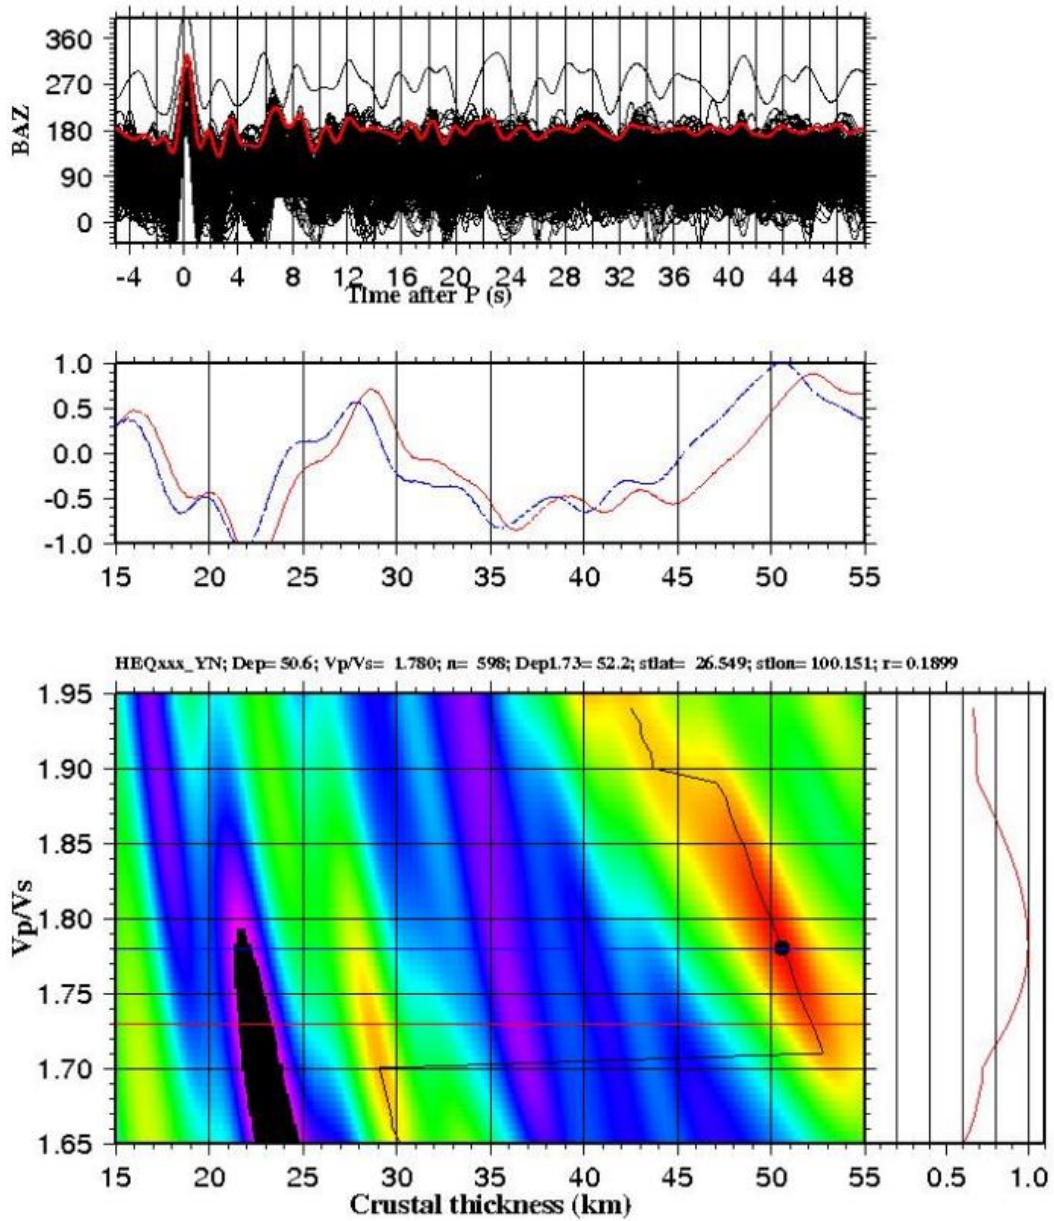 360
270
180
90
0
BAZ
-4 0 4 8 12 16 20 24 28 32 36 40 44 48
Time after P (s)
1.0
0.5
0.0
-0.5
-1.0
15 20 25 30 35 40 45 50 55
HEQxxx_YN; Dep= 50.6; Vp/Vs= 1.780; n= 598; Dep1.73= 52.2; stlat= 26.549; stlon= 100.151; r= 0.1899
1.95
1.90
1.85
1.80
1.75
1.70
1.65
Vp/Vs
15 20 25 30 35 40 45 50 55
0.5 1.0
Crustal thickness (km)